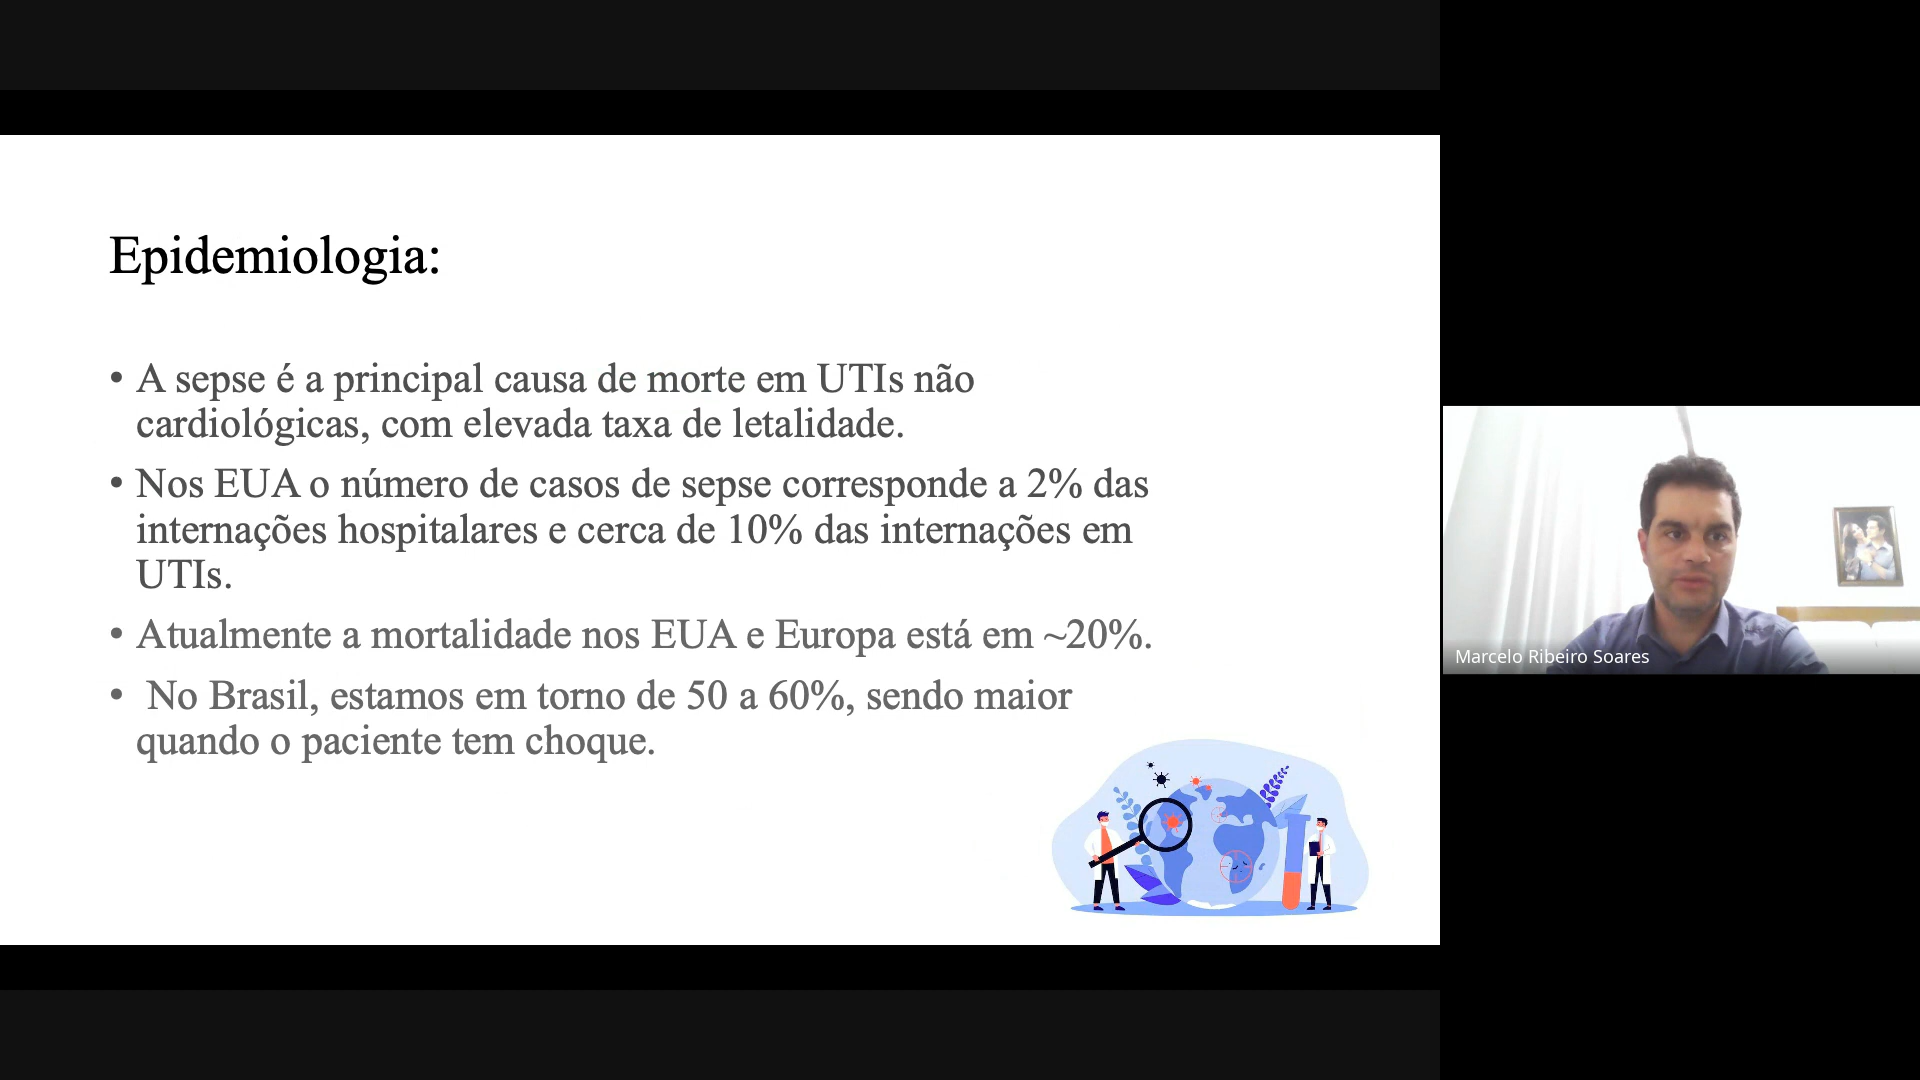 Epidemiologia:
• A sepse é a principal causa de morte em UTIs não
cardiológicas, com elevada taxa de letalidade.
• Nos EUA o número de casos de sepse corresponde a 2% das
internações hospitalares e cerca de 10% das internações em
UTIs.
• Atualmente a mortalidade nos EUA e Europa está em ~20%.
• No Brasil, estamos em torno de 50 a 60%, sendo maior
quando o paciente tem choque.
Marcelo Ribeiro Soares